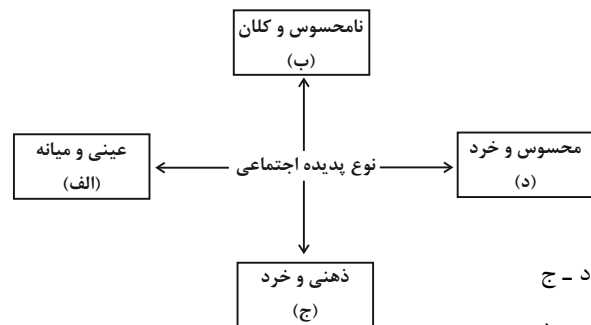 نامحسوس و کلان
(ب)
محسوس و خرد
(د)
نوع پدیده اجتماعی
عینی و میانه
(الف)
ذهنی و خرد
(ج)
د ـ ج